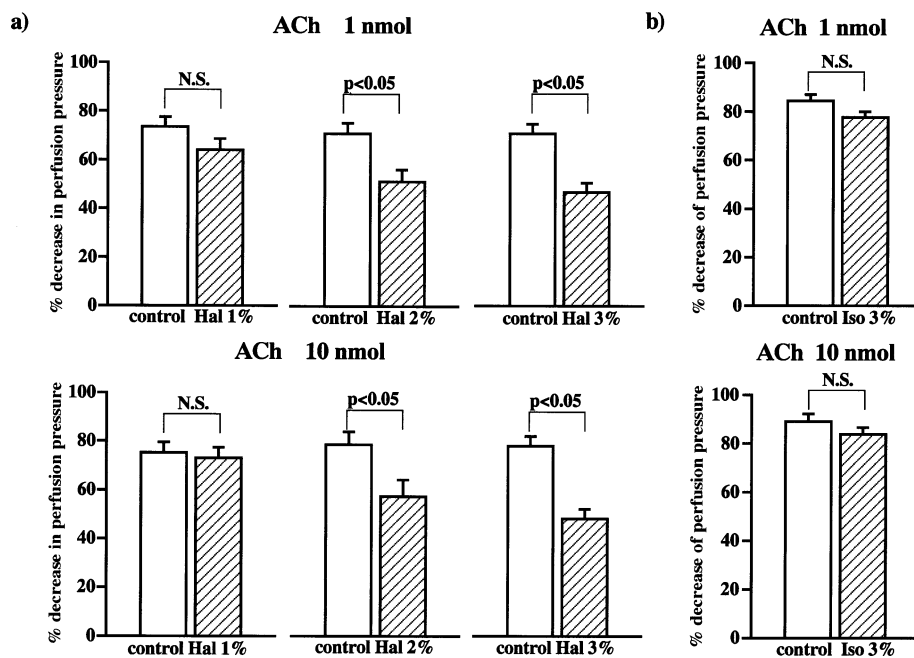 a)
ACh 1 nmol
% decrease in perfusion pressure
100
80
60
40
20
0
N.S.
p<0.05
p<0.05
control Hal 1%
control Hal 2%
control Hal 3%
ACh 10 nmol
% decrease in perfusion pressure
100
80
60
40
20
0
N.S.
p<0.05
p<0.05
control Hal 1%
control Hal 2%
control Hal 3%
b)
ACh 1 nmol
% decrease of perfusion pressure
100
80
60
40
20
0
N.S.
control Iso 3%
ACh 10 nmol
% decrease of perfusion pressure
100
80
60
40
20
0
N.S.
control Iso 3%